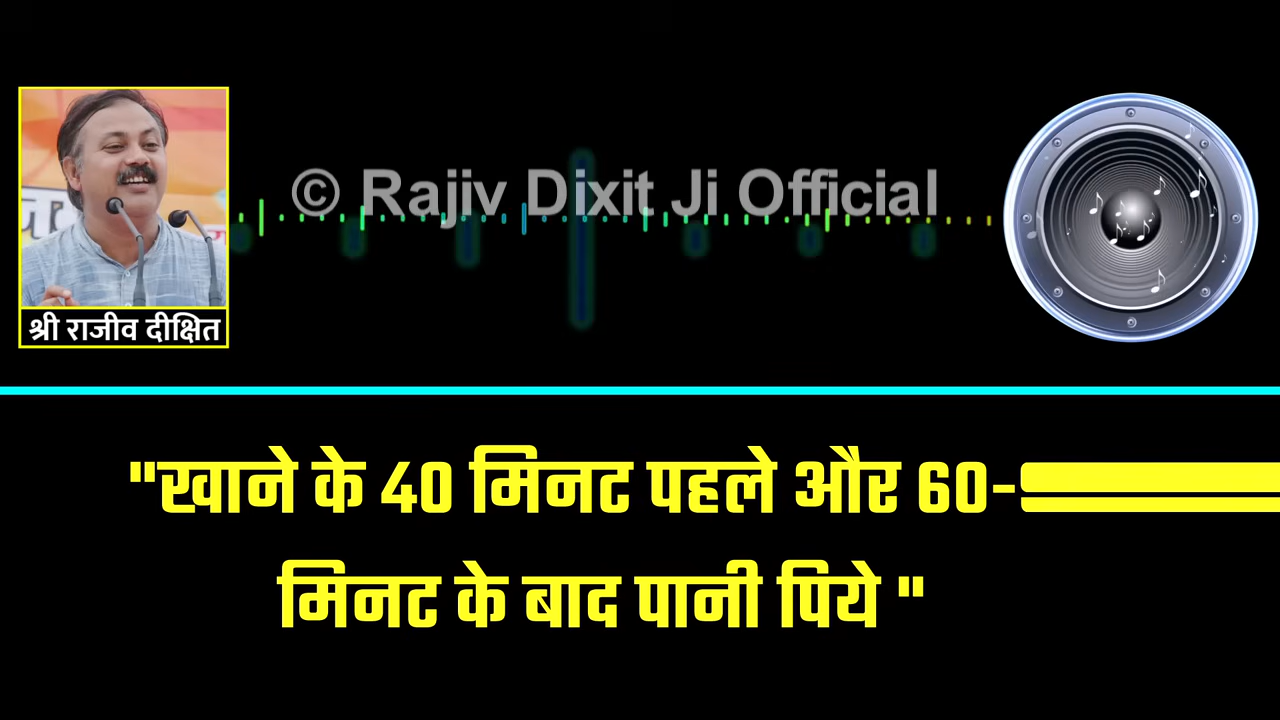 © Rajiv Dixit Ji Official
श्री राजीव दीक्षित
"खाने के 40 मिनट पहले और 60-
मिनट के बाद पानी पिये "